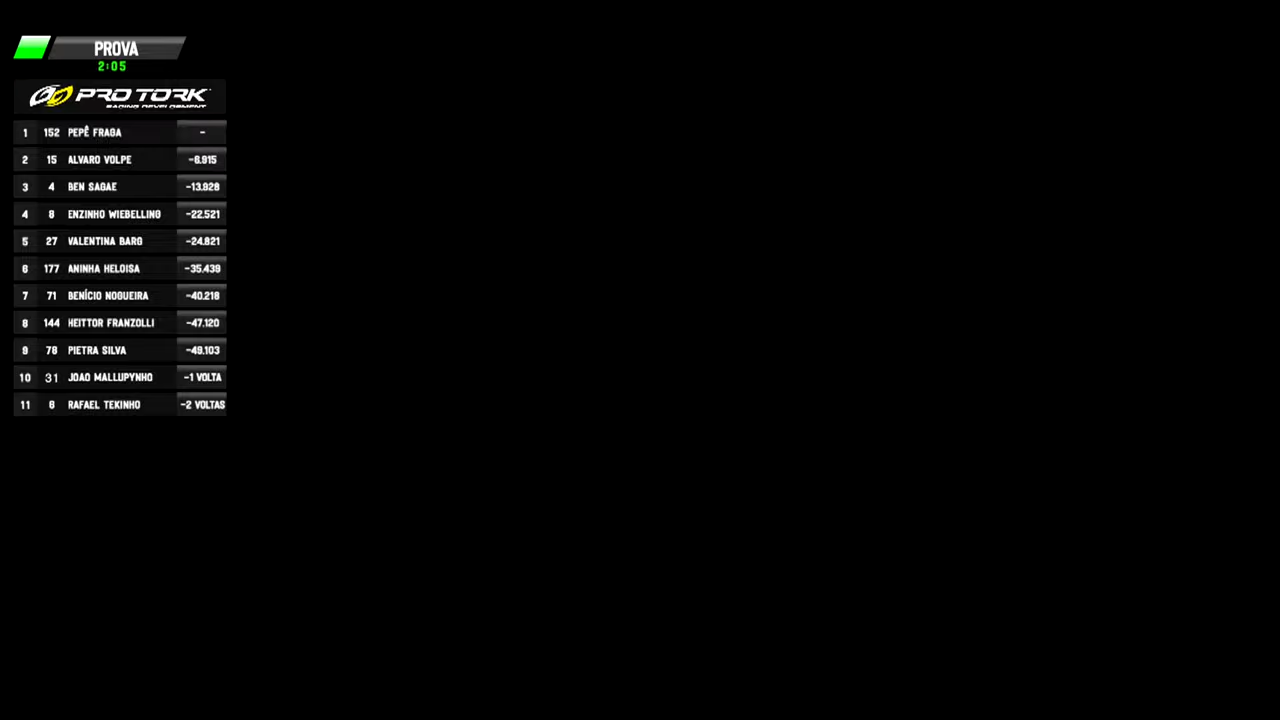 PROVA
2:05
PRO TORK
RACING DEVELOPMENT
1 152 PEPÊ FRAGA -
2 15 ALVARO VOLPE -6.915
3 4 BEN SAGAE -13.928
4 8 ENZINHO WIEBELLING -22.521
5 27 VALENTINA BARG -24.821
6 177 ANINHA HELOISA -35.439
7 71 BENÍCIO NOGUEIRA -40.218
8 144 HEITTOR FRANZOLLI -47.120
9 78 PIETRA SILVA -49.103
10 31 JOAO MALLUPYNHO -1 VOLTA
11 6 RAFAEL TEKINHO -2 VOLTAS